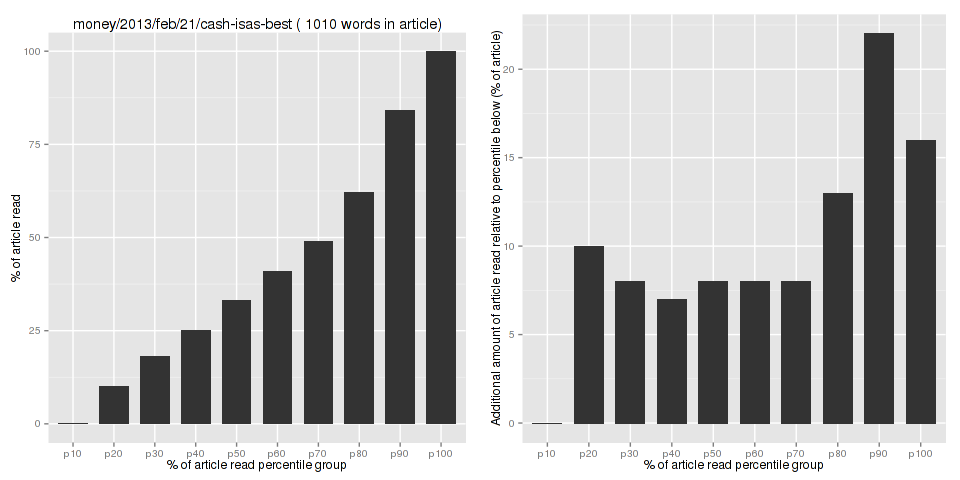 money/2013/feb/21/cash-isas-best ( 1010 words in article)
% of article read
100
75
50
25
0
p10 p20 p30 p40 p50 p60 p70 p80 p90 p100
% of article read percentile group
Additional amount of article read relative to percentile below (% of article)
20
15
10
5
0
p10 p20 p30 p40 p50 p60 p70 p80 p90 p100
% of article read percentile group